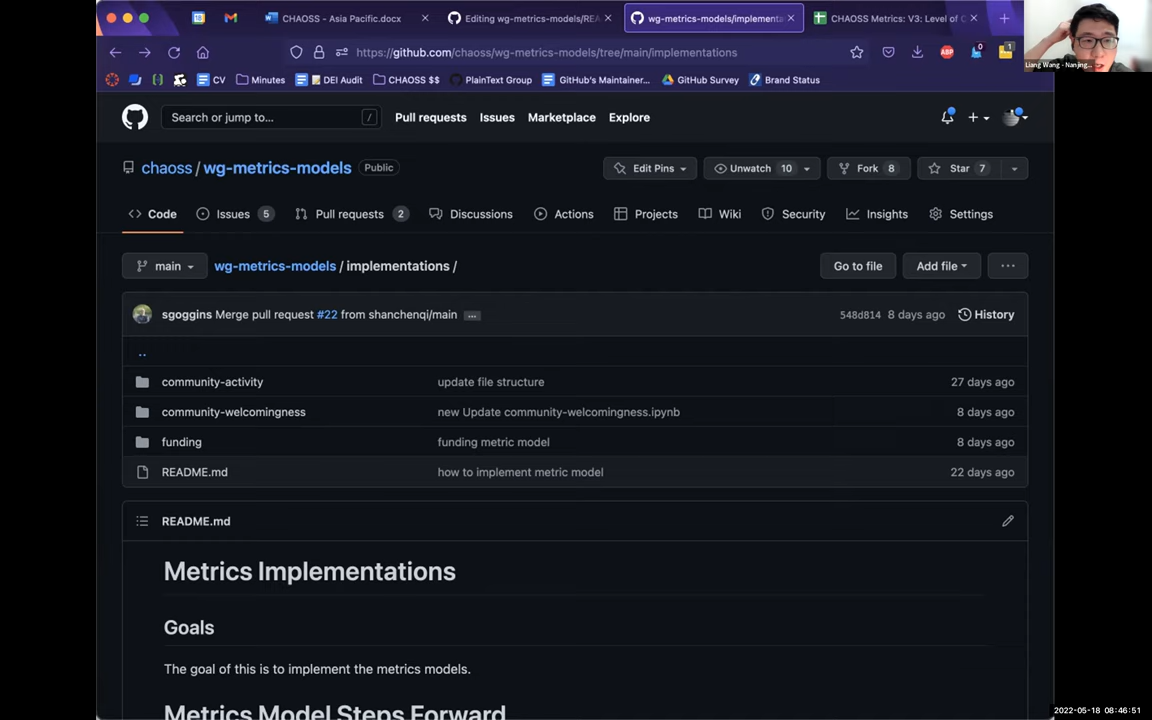 CHAOSS - Asia Pacific.docx
Editing wg-metrics-models/REA
wg-metrics-models/implementa
CHAOSS Metrics: V3: Level of C
https://github.com/chaoss/wg-metrics-models/tree/main/implementations
ABP
0
1
CV
Minutes
DEI Audit
CHAOSS $$
PlainText Group
GitHub's Maintainer...
GitHub Survey
Brand Status
Liang Wang - Nanjing...
Search or jump to...
/
Pull requests
Issues
Marketplace
Explore
chaoss / wg-metrics-models
Public
Edit Pins
Unwatch 10
Fork 8
Star 7
Code
Issues 5
Pull requests 2
Discussions
Actions
Projects
Wiki
Security
Insights
Settings
main
wg-metrics-models / implementations /
Go to file
Add file
...
sgoggins Merge pull request #22 from shanchenqi/main ...
548d814 8 days ago
History
..
community-activity update file structure 27 days ago
community-welcomingness new Update community-welcomingness.ipynb 8 days ago
funding funding metric model 8 days ago
README.md how to implement metric model 22 days ago
README.md
Metrics Implementations
Goals
The goal of this is to implement the metrics models.
Metrics Model Steps Forward
2022-05-18 08:46:51